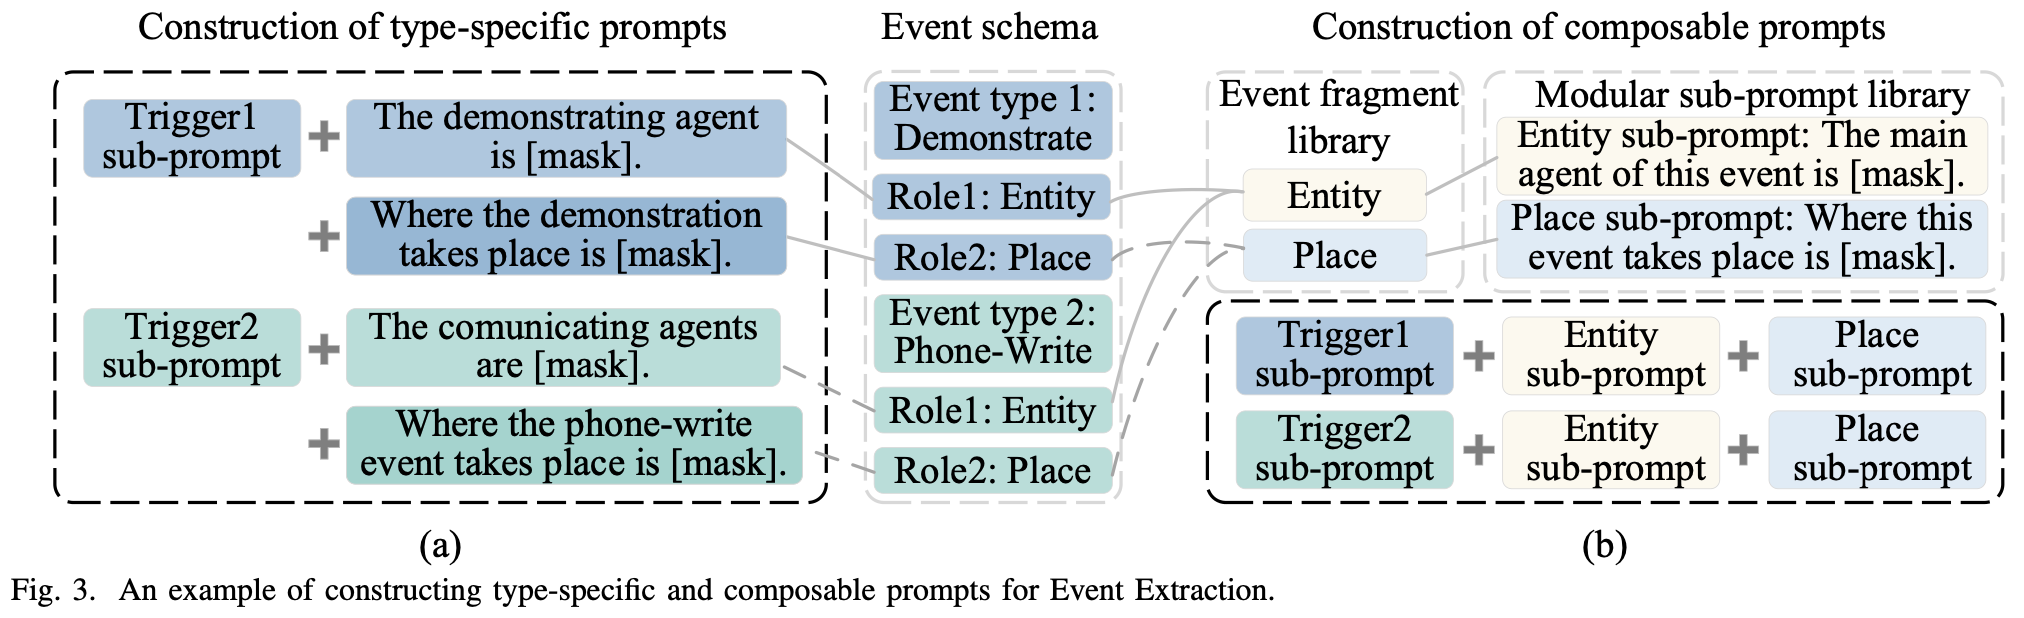 Construction of type-specific prompts
Trigger1
sub-prompt
+
The demonstrating agent
is [mask].
+
Where the demonstration
takes place is [mask].
Trigger2
sub-prompt
+
The comunicating agents
are [mask].
+
Where the phone-write
event takes place is [mask].
(a)
Event schema
Event type 1:
Demonstrate
Role1: Entity
Role2: Place
Event type 2:
Phone-Write
Role1: Entity
Role2: Place
Construction of composable prompts
Event fragment
library
Entity
Place
Modular sub-prompt library
Entity sub-prompt: The main
agent of this event is [mask].
Place sub-prompt: Where this
event takes place is [mask].
Trigger1
sub-prompt
+
Entity
sub-prompt
+
Place
sub-prompt
Trigger2
sub-prompt
+
Entity
sub-prompt
+
Place
sub-prompt
(b)
Fig. 3. An example of constructing type-specific and composable prompts for Event Extraction.